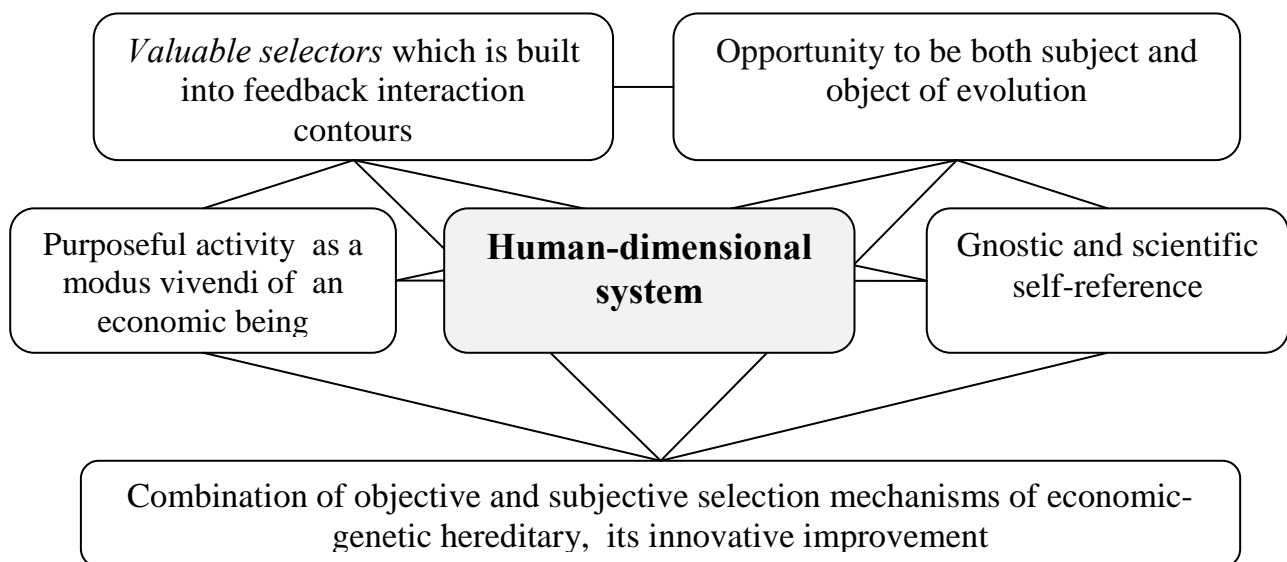 Valuable selectors which is built
into feedback interaction
contours
Opportunity to be both subject and
object of evolution
Purposeful activity as a
modus vivendi of an
economic being
Human-dimensional
system
Gnostic and scientific
self-reference
Combination of objective and subjective selection mechanisms of economic-
genetic hereditary, its innovative improvement